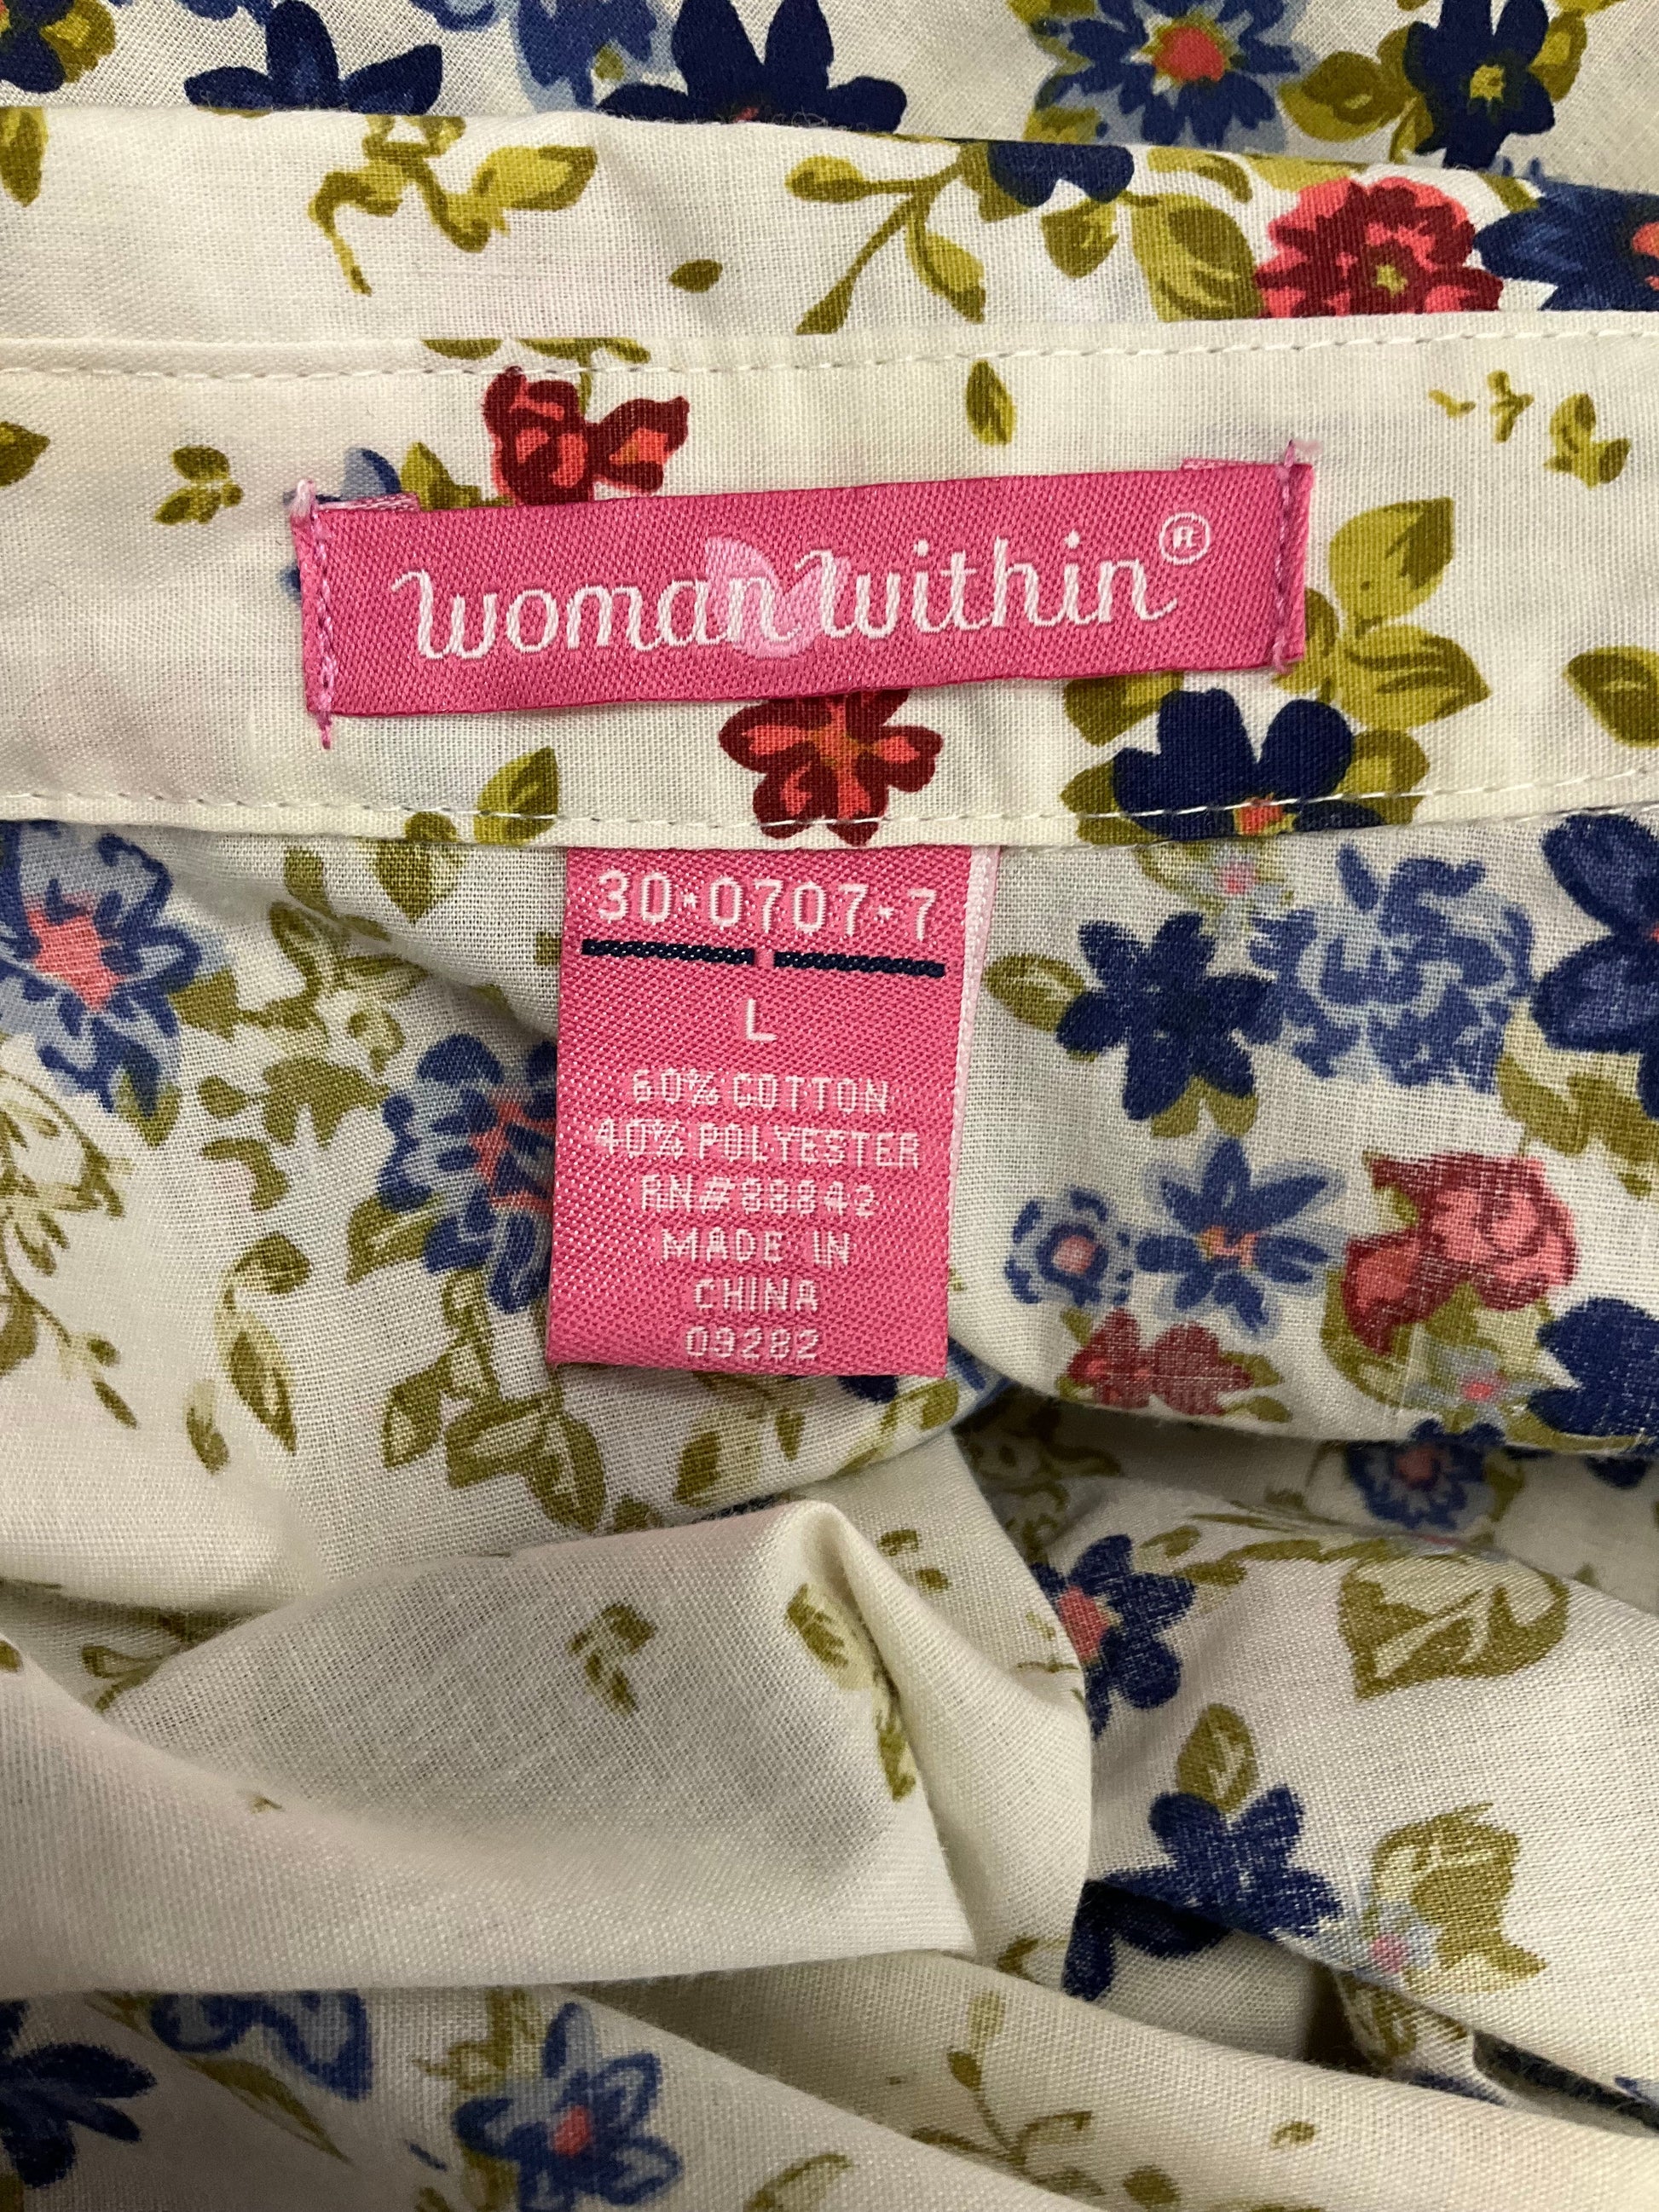 woman within®
30-0707-7
L
60% COTTON
40% POLYESTER
RN#88842
MADE IN
CHINA
09282